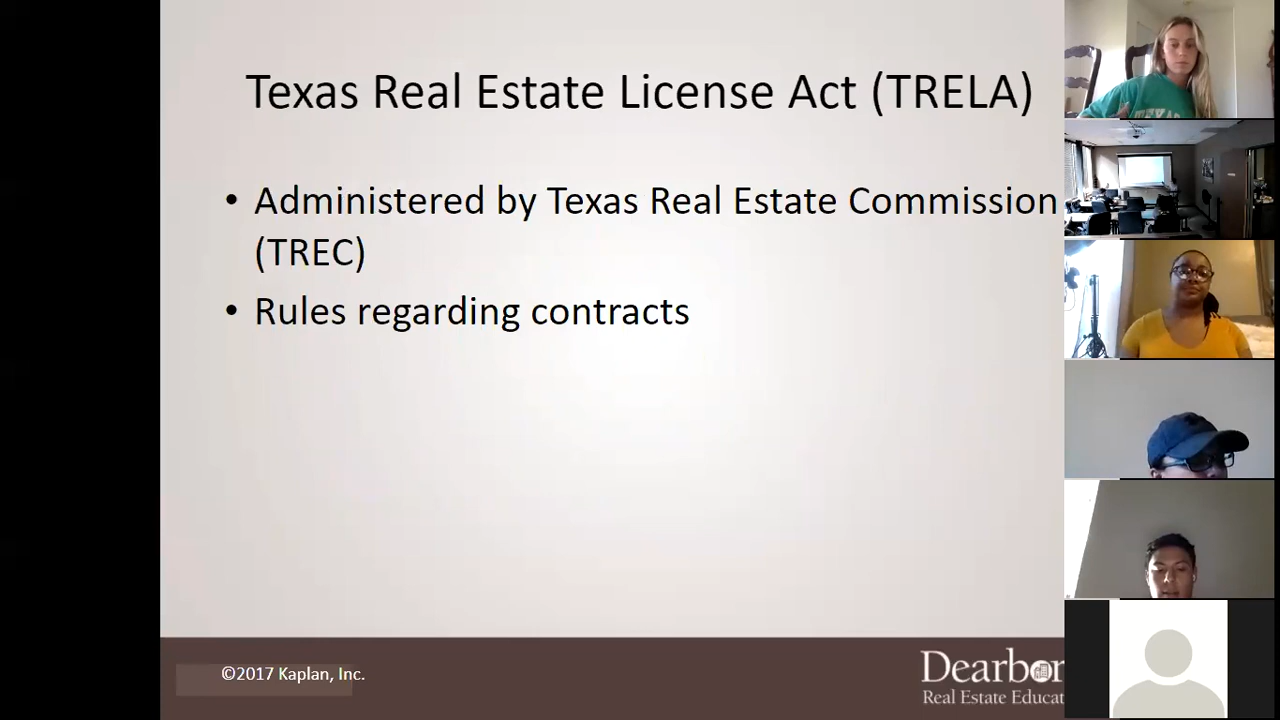 Texas Real Estate License Act (TRELA)
• Administered by Texas Real Estate Commission
(TREC)
• Rules regarding contracts
©2017 Kaplan, Inc.
Dearbor
Real Estate Educat